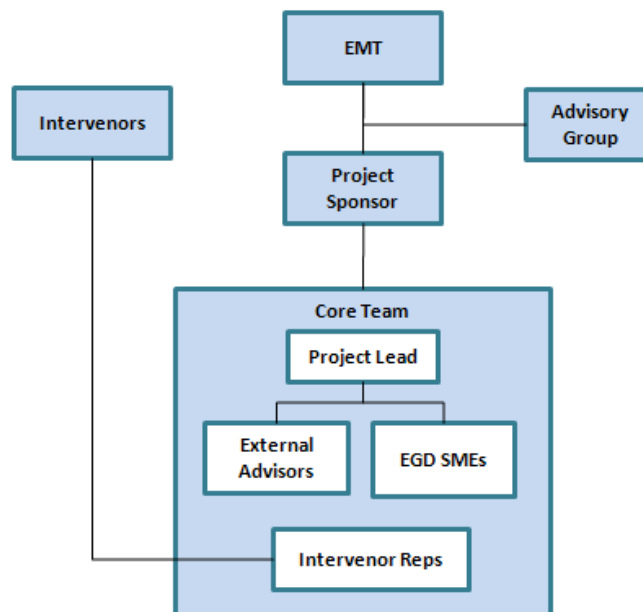 EMT
Intervenors
Advisory
Group
Project
Sponsor
Core Team
Project Lead
External
Advisors
EGD SMEs
Intervenor Reps